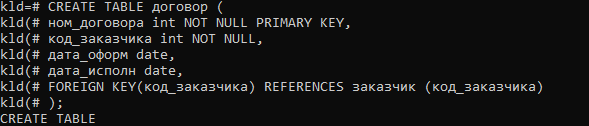 kld=# CREATE TABLE договор (
kld(# ном_договора int NOT NULL PRIMARY KEY,
kld(# код_заказчика int NOT NULL,
kld(# дата_оформ date,
kld(# дата_исполн date,
kld(# FOREIGN KEY(код_заказчика) REFERENCES заказчик (код_заказчика)
kld(# );
CREATE TABLE